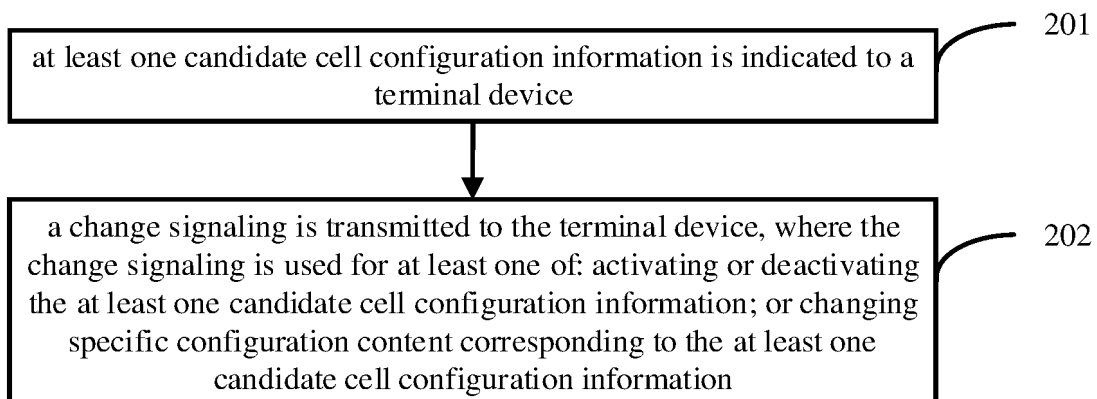 201
at least one candidate cell configuration information is indicated to a
terminal device
a change signaling is transmitted to the terminal device, where the
202
change signaling is used for at least one of: activating or deactivating
the at least one candidate cell configuration information; or changing
specific configuration content corresponding to the at least one
candidate cell configuration information